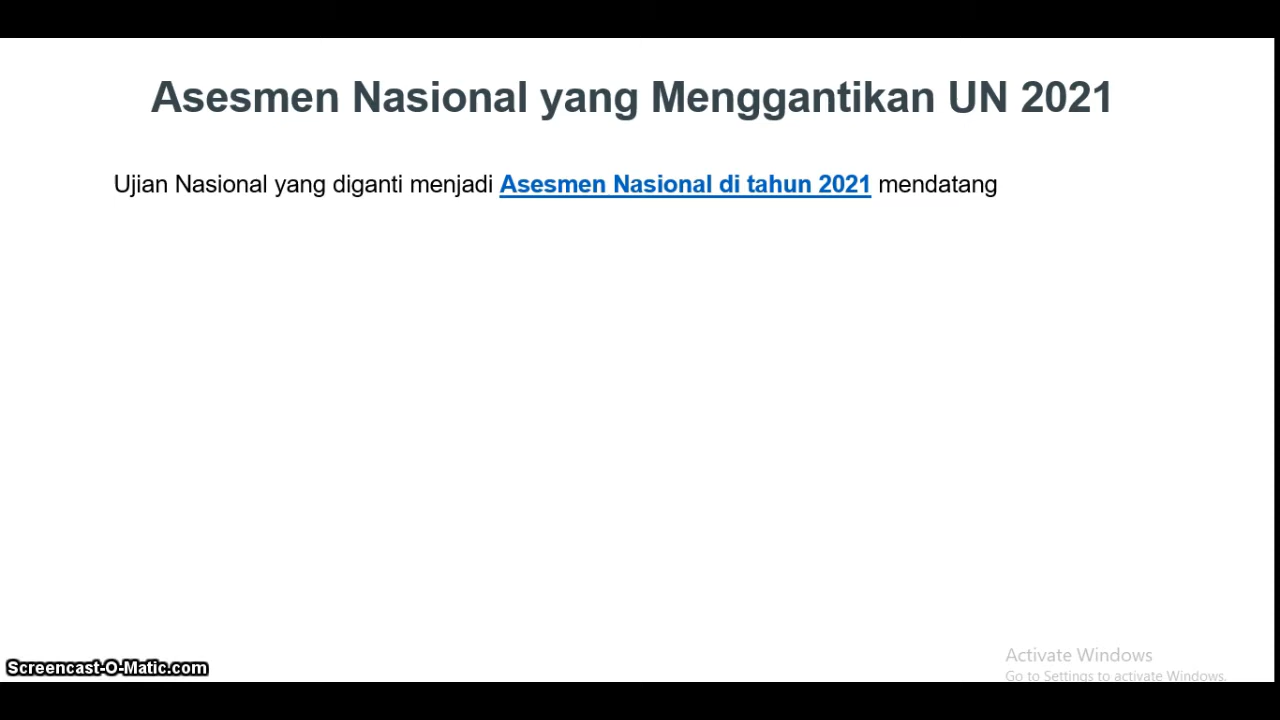 Asesmen Nasional yang Menggantikan UN 2021
Ujian Nasional yang diganti menjadi Asesmen Nasional di tahun 2021 mendatang
Activate Windows
Go to Settings to activate Windows.
Screencast-O-Matic.com